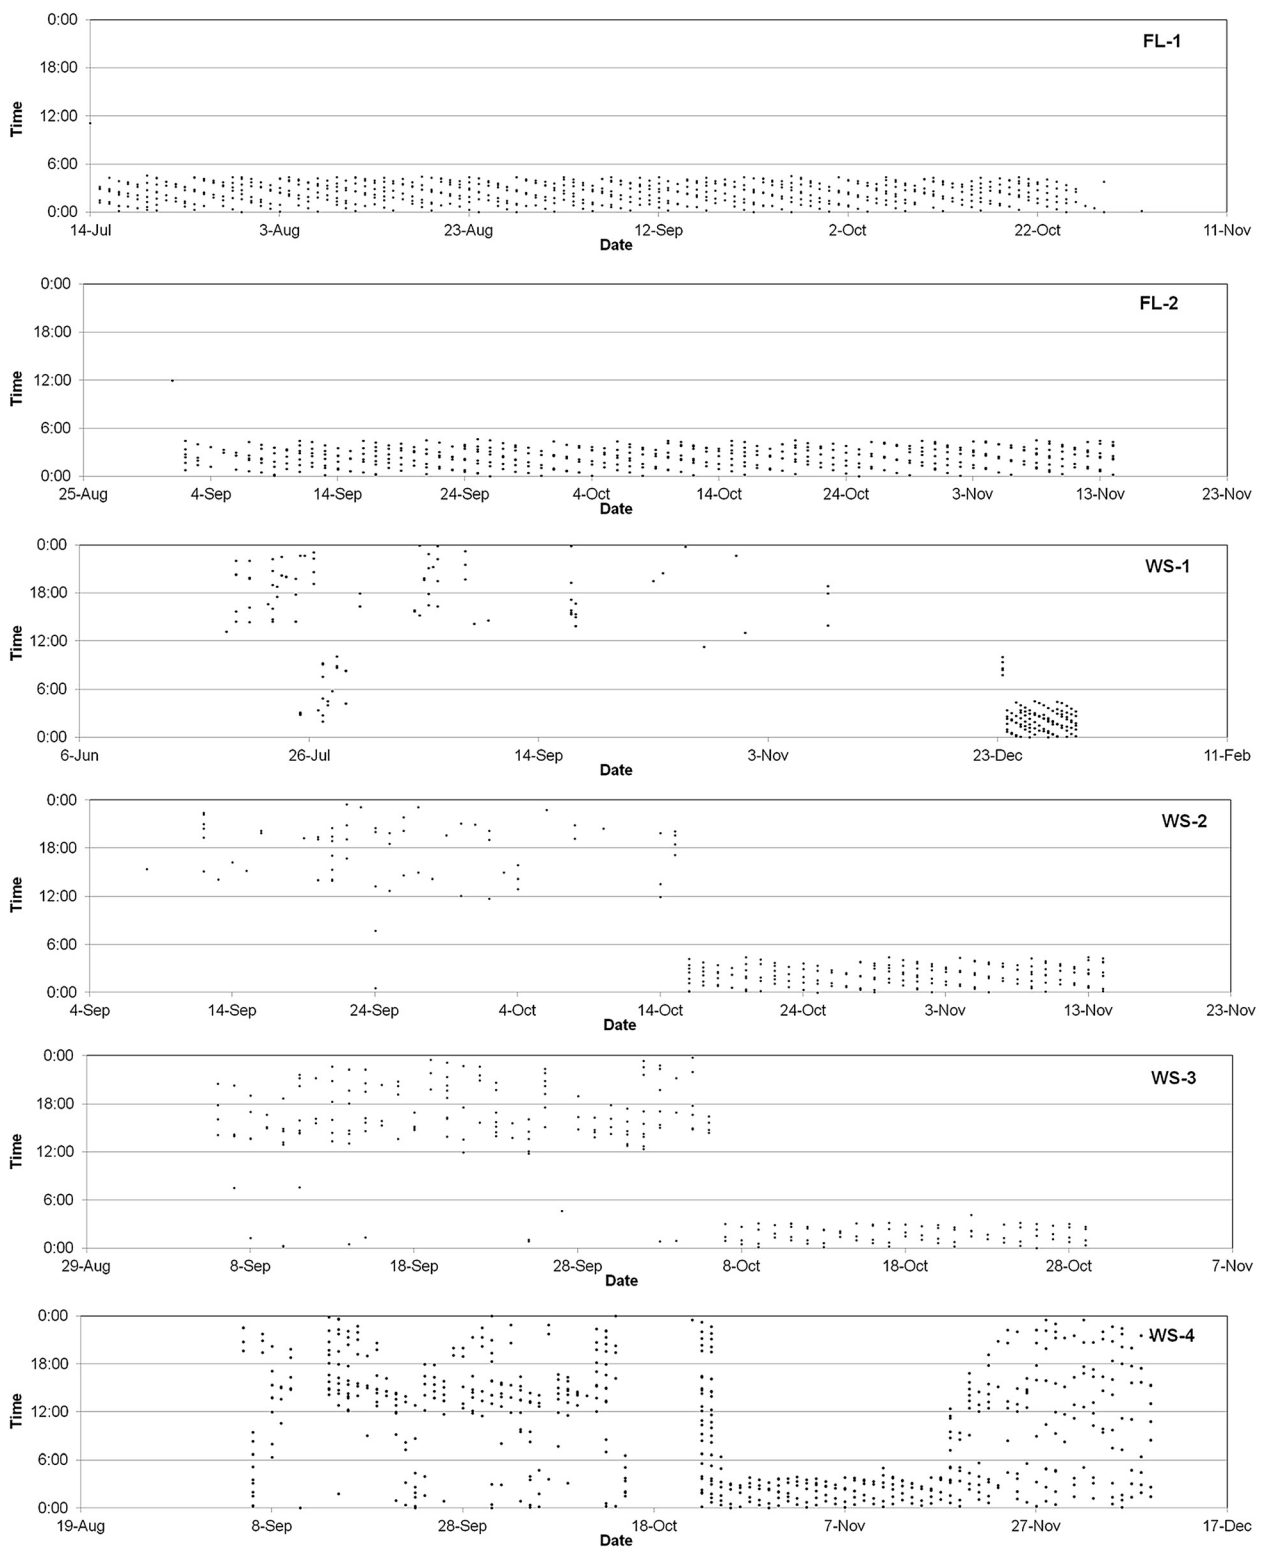 0:00
FL-1
18:00
12:00
6:00
0:00
Time
14-Jul 3-Aug 23-Aug 12-Sep 2-Oct 22-Oct 11-Nov
Date
0:00
FL-2
18:00
12:00
6:00
0:00
Time
25-Aug 4-Sep 14-Sep 24-Sep 4-Oct 14-Oct 24-Oct 3-Nov 13-Nov 23-Nov
Date
0:00
WS-1
18:00
12:00
6:00
0:00
Time
6-Jun 26-Jul 14-Sep 3-Nov 23-Dec 11-Feb
Date
0:00
WS-2
18:00
12:00
6:00
0:00
Time
4-Sep 14-Sep 24-Sep 4-Oct 14-Oct 24-Oct 3-Nov 13-Nov 23-Nov
Date
0:00
WS-3
18:00
12:00
6:00
0:00
Time
29-Aug 8-Sep 18-Sep 28-Sep 8-Oct 18-Oct 28-Oct 7-Nov
Date
0:00
WS-4
18:00
12:00
6:00
0:00
Time
19-Aug 8-Sep 28-Sep 18-Oct 7-Nov 27-Nov 17-Dec
Date